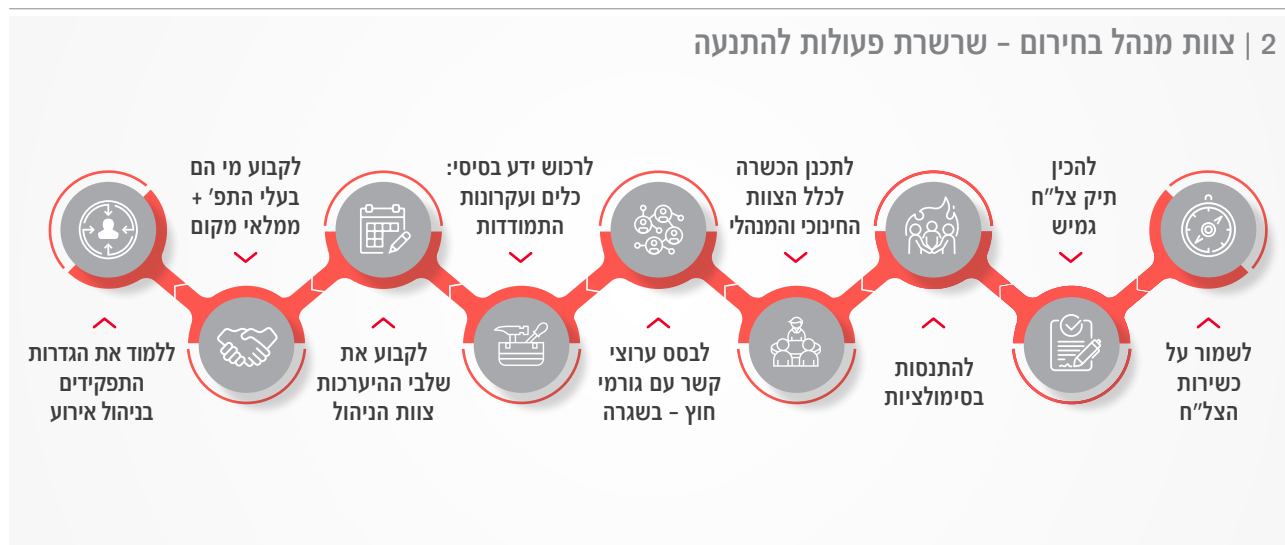 2 | צוות מנהל בחירום – שרשרת פעולות להתנעה
לשמור על
כשירות
הצל״ח
להכין
תיק צל״ח
גמיש
להתנסות
בסימולציות
לתכנן הכשרה
לכלל הצוות
החינוכי והמנהלי
לבסס ערוצי
קשר עם גורמי
חוץ – בשגרה
לרכוש ידע בסיסי:
כלים ועקרונות
התמודדות
לקבוע את
שלבי ההיערכות
צוות הניהול
לקבוע מי הם
בעלי התפ׳ +
ממלאי מקום
ללמוד את הגדרות
התפקידים
בניהול אירוע